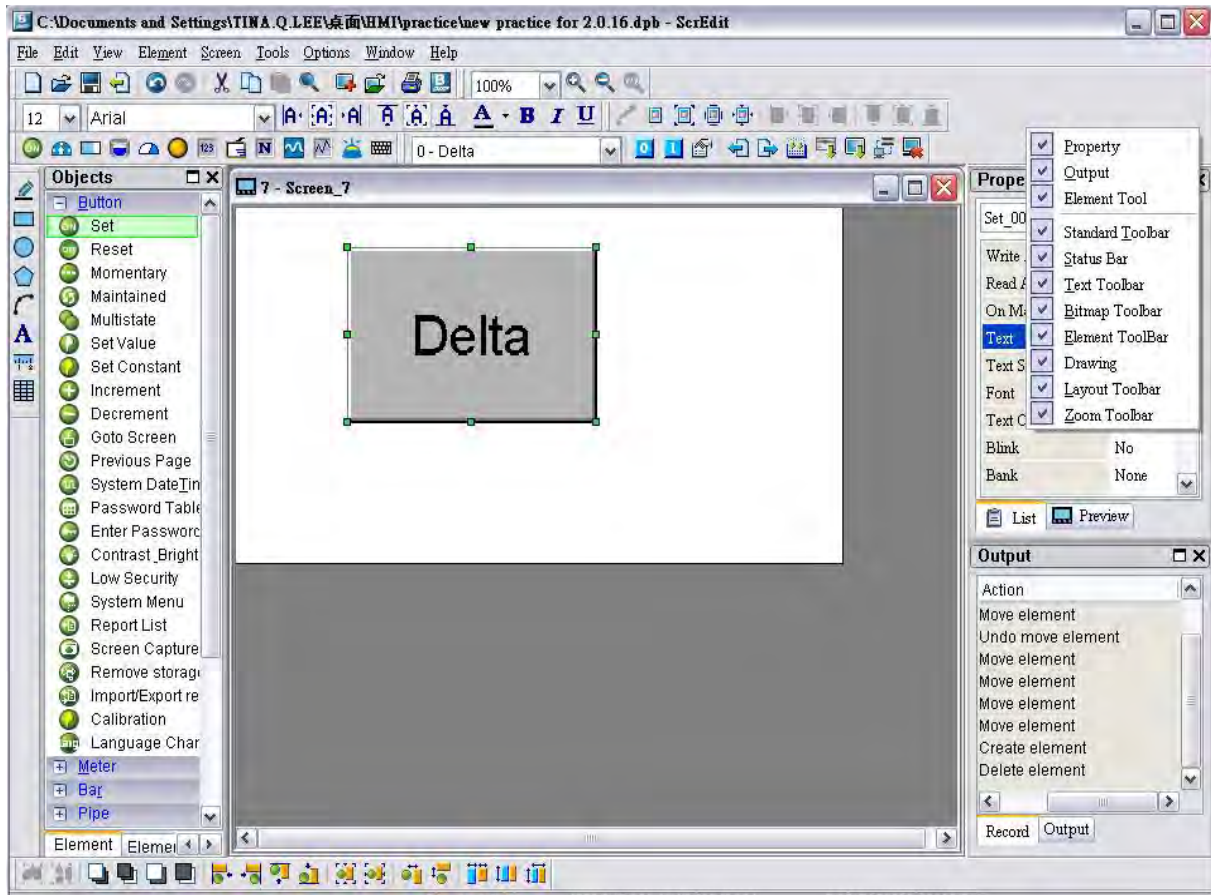 C:\Documents and Settings\TINA.Q.LEE\桌面\HMI\practice\new practice for 2.0.16.dpb - ScrEdit
File Edit View Element Screen Tools Options Window Help
100%
12 Arial
0 - Delta
Objects
Button
Set
Reset
Momentary
Maintained
Multistate
Set Value
Set Constant
Increment
Decrement
Goto Screen
Previous Page
System DateTin
Password Table
Enter Passworc
Contrast_Bright
Low Security
System Menu
Report List
Screen Capture
Remove storag
Import/Export re
Calibration
Language Char
Meter
Bar
Pipe
Element Elemei
7 - Screen_7
Delta
Prope
Set_00
Write
Read A
On Ma
Text
Text S
Font
Text C
Blink No
Bank None
Property
Output
Element Tool
Standard Toolbar
Status Bar
Text Toolbar
Bitmap Toolbar
Element ToolBar
Drawing
Layout Toolbar
Zoom Toolbar
List Preview
Output
Action
Move element
Undo move element
Move element
Move element
Move element
Move element
Create element
Delete element
Record Output